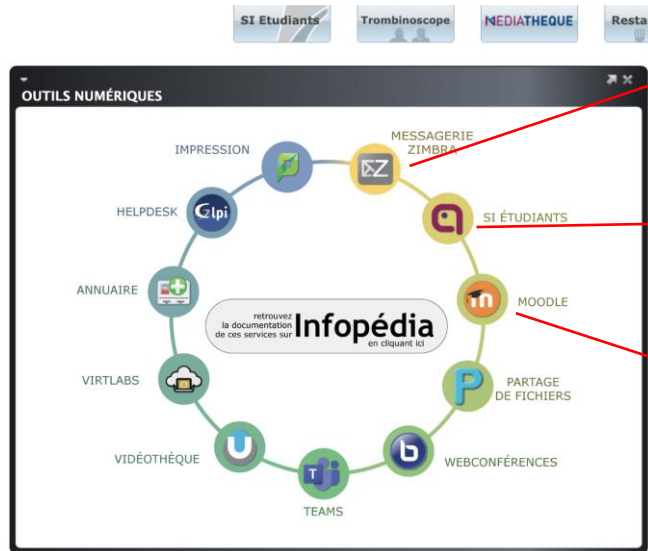 SI Etudiants
Trombinoscope
MEDIATHEQUE
Resta
OUTILS NUMÉRIQUES
IMPRESSION
MESSAGERIE
ZIMBRA
HELPDESK
Glpi
SI ÉTUDIANTS
ANNUAIRE
MOODLE
retrouvez
la documentation
de ces services sur
Infopédia
en cliquant ici
VIRTLABS
PARTAGE
DE FICHIERS
VIDÉOTHÈQUE
WEBCONFÉRENCES
TEAMS